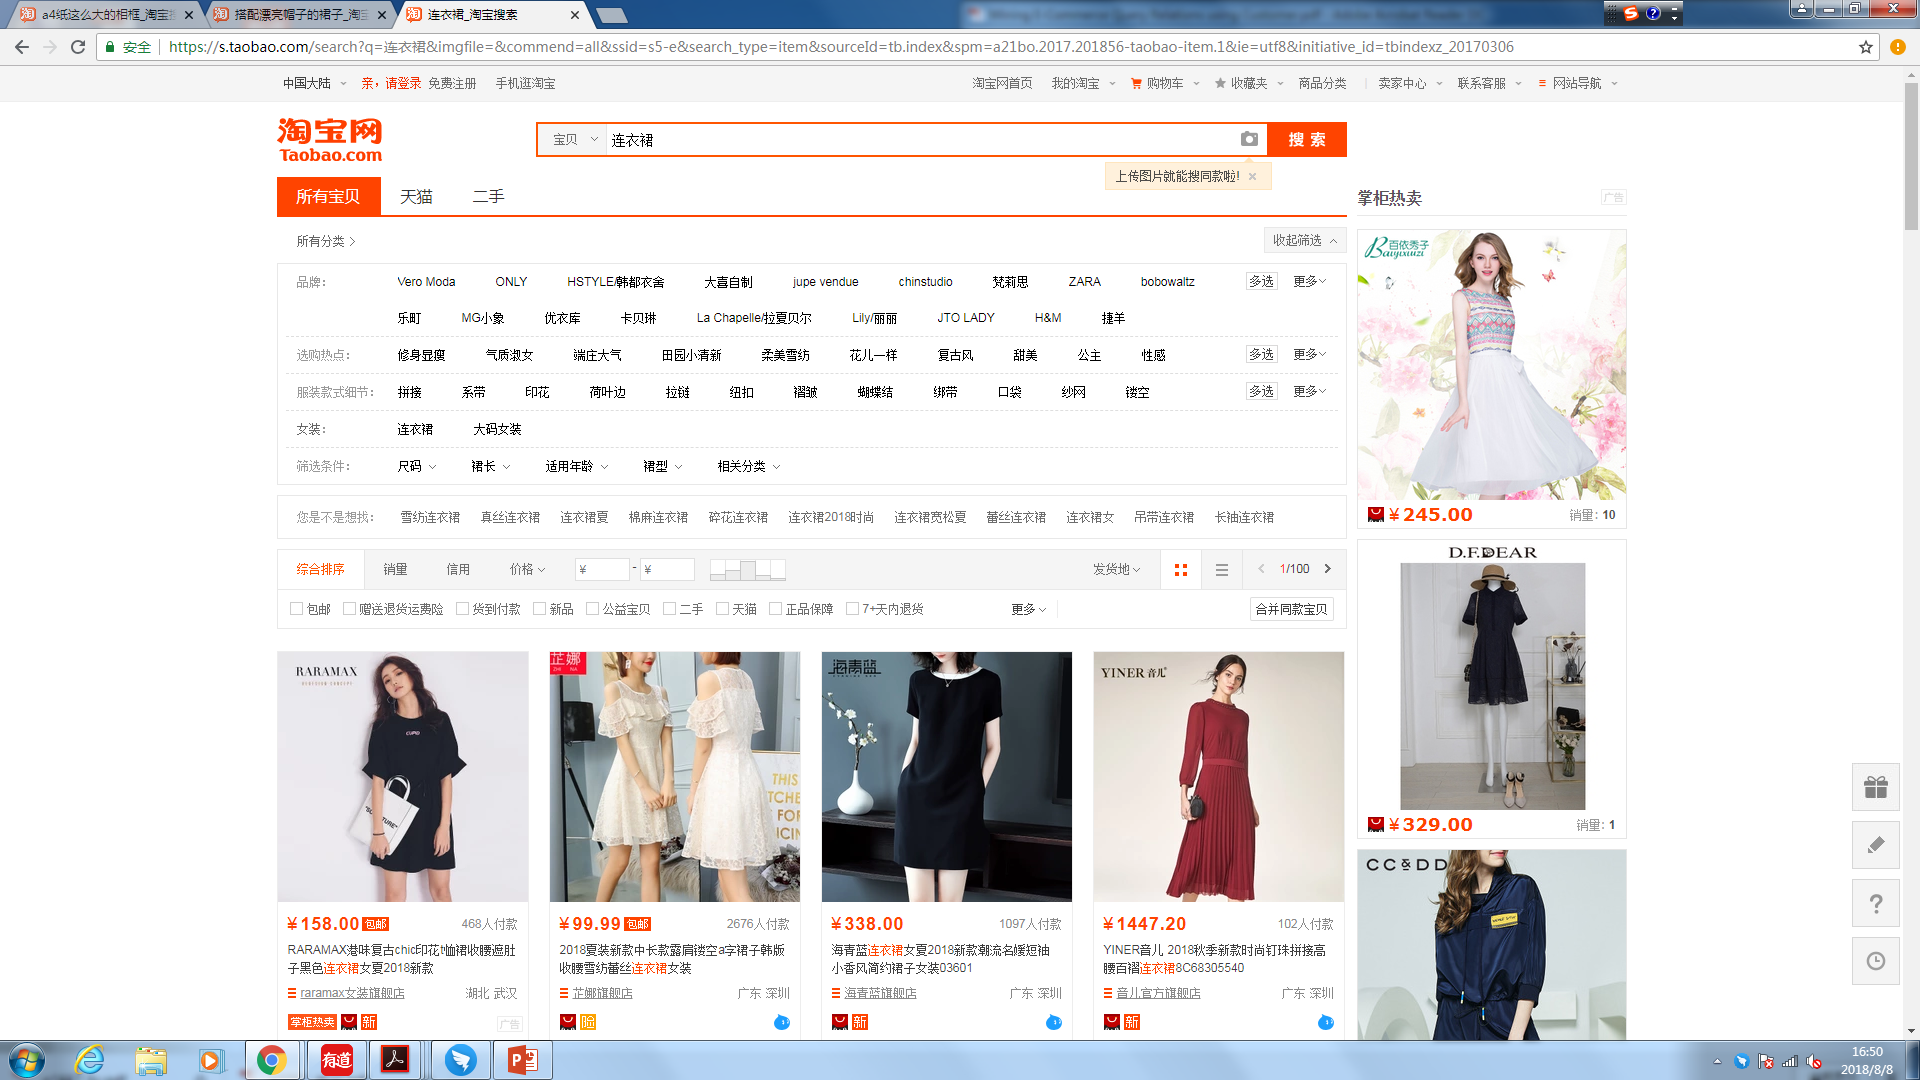 a4纸这么大的相框_淘宝
搭配漂亮帽子的裙子_淘宝
连衣裙_淘宝搜索
安全 https://s.taobao.com/search?q=连衣裙&imgfile=&commend=all&ssid=s5-e&search_type=item&sourceId=tb.index&spm=a21bo.2017.201856-taobao-item.1&ie=utf8&initiative_id=tbindexz_20170306
中国大陆 亲，请登录 免费注册 手机逛淘宝 淘宝网首页 我的淘宝 购物车 收藏夹 商品分类 卖家中心 联系客服 网站导航
淘宝网
Taobao.com
宝贝 连衣裙 搜 索
上传图片就能搜同款啦!
所有宝贝 天猫 二手
掌柜热卖 广告
所有分类 收起筛选
品牌： Vero Moda ONLY HSTYLE/韩都衣舍 大喜自制 jupe vendue chinstudio 梵莉思 ZARA bobowaltz 多选 更多
乐町 MG小象 优衣库 卡贝琳 La Chapelle/拉夏贝尔 Lily/丽丽 JTO LADY H&M 捷羊
选购热点： 修身显瘦 气质淑女 端庄大气 田园小清新 柔美雪纺 花儿一样 复古风 甜美 公主 性感 多选 更多
服装款式细节： 拼接 系带 印花 荷叶边 拉链 纽扣 褶皱 蝴蝶结 绑带 口袋 纱网 镂空 多选 更多
女装： 连衣裙 大码女装
筛选条件： 尺码 裙长 适用年龄 裙型 相关分类
您是不是想找： 雪纺连衣裙 真丝连衣裙 连衣裙夏 棉麻连衣裙 碎花连衣裙 连衣裙2018时尚 连衣裙宽松夏 蕾丝连衣裙 连衣裙女 吊带连衣裙 长袖连衣裙
综合排序 销量 信用 价格 ¥ - ¥ 发货地 1/100
包邮 赠送退货运费险 货到付款 新品 公益宝贝 二手 天猫 正品保障 7+天内退货 更多 合并同款宝贝
百依秀子
Baiyixiuzi
¥245.00 销量：10
D.F.DEAR
¥329.00 销量：1
CC&DD
RARAMAX
CUPID
芷娜
ZHI NA
THIS
海青蓝
YINER音儿
¥158.00 包邮 468人付款
RARAMAX港味复古chic印花t恤裙收腰遮肚
子黑色连衣裙女夏2018新款
raramax女装旗舰店 湖北 武汉
掌柜热卖 新 广告
¥99.99 包邮 2676人付款
2018夏装新款中长款露肩镂空a字裙子韩版
收腰雪纺蕾丝连衣裙女装
芷娜旗舰店 广东 深圳
险
¥338.00 1097人付款
海青蓝连衣裙女夏2018新款潮流名媛短袖
小香风简约裙子女装03601
海青蓝旗舰店 广东 深圳
新
¥1447.20 102人付款
YINER音儿 2018秋季新款时尚钉珠拼接高
腰百褶连衣裙8C68305540
音儿官方旗舰店 广东 深圳
新
有道
16:50
2018/8/8